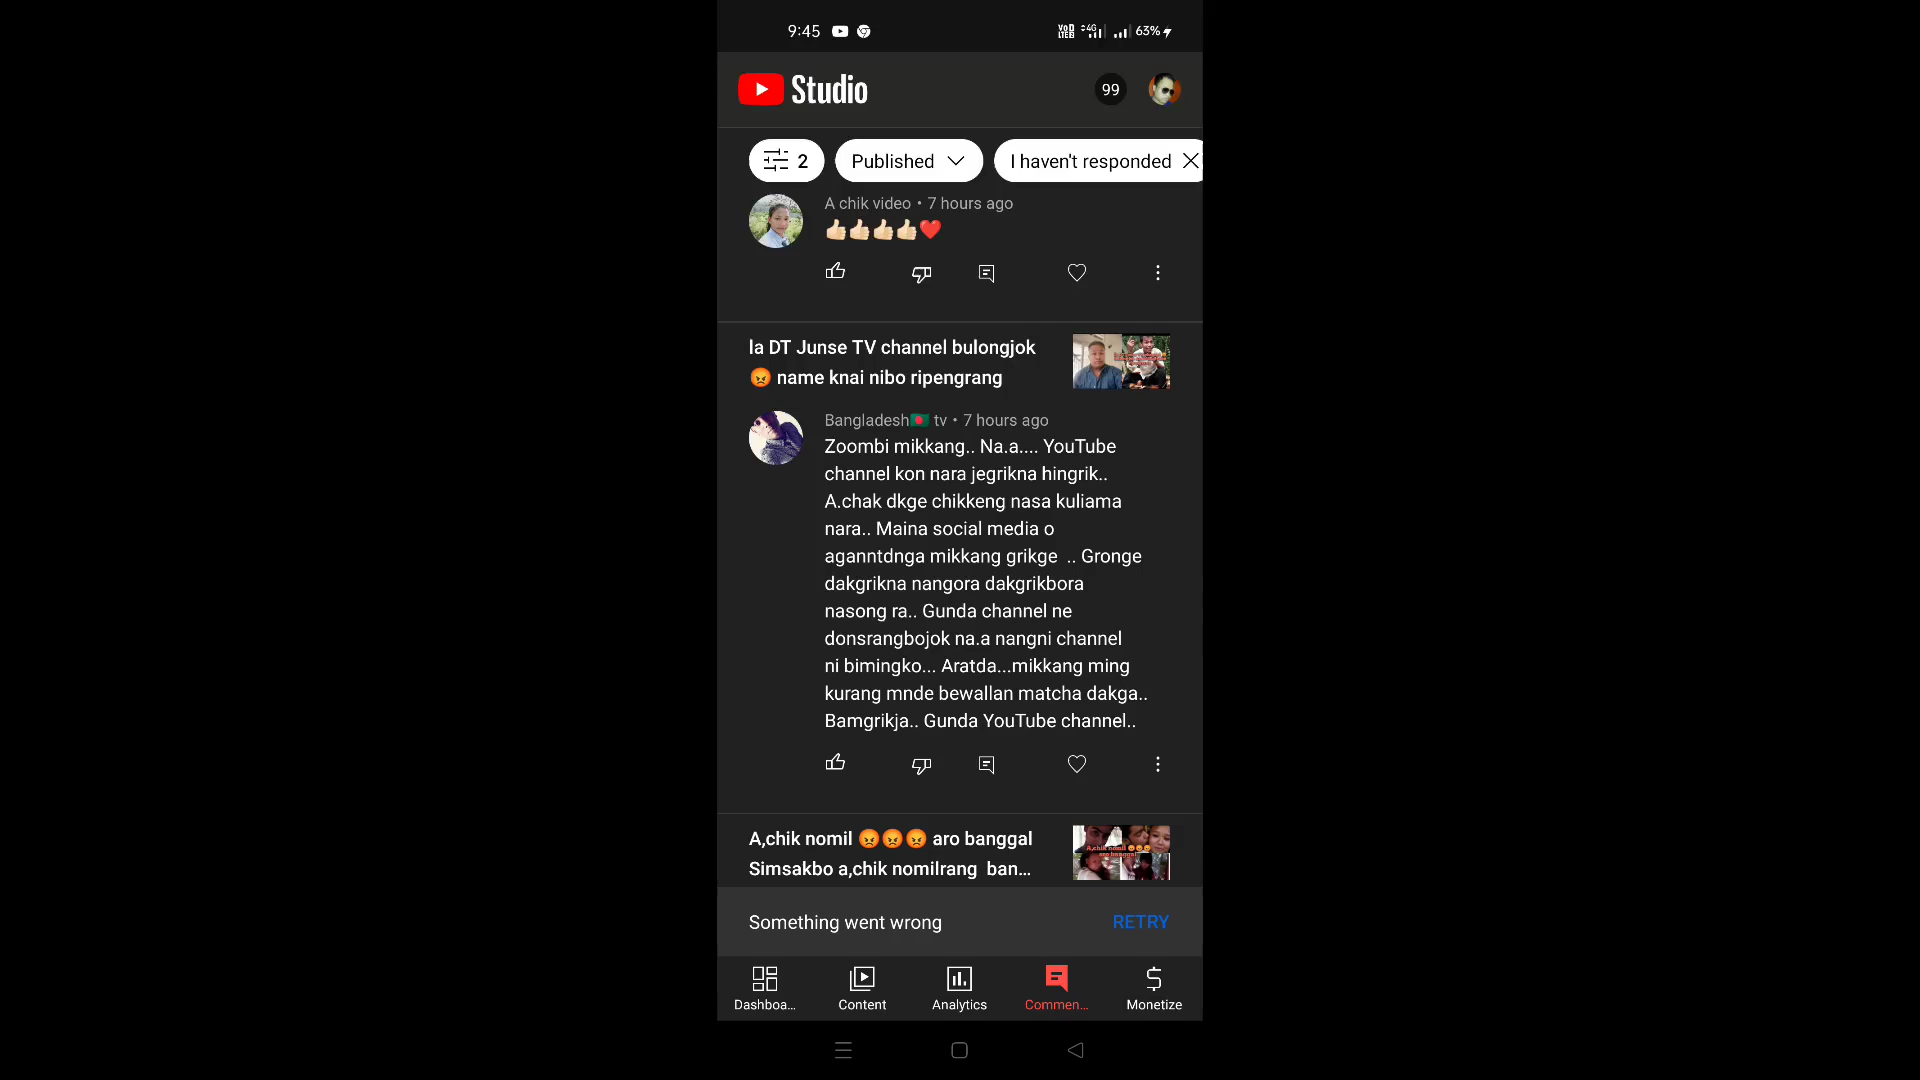 9:45 VoD LTED 4G 63%
Studio
99
2 Published I haven't responded
A chik video • 7 hours ago
👍🏻👍🏻👍🏻👍🏻❤️
la DT Junse TV channel bulongjok
😡 name knai nibo ripengrang
Bangladesh🇧🇩 tv • 7 hours ago
Zoombi mikkang.. Na.a.... YouTube
channel kon nara jegrikna hingrik..
A.chak dkge chikkeng nasa kuliama
nara.. Maina social media o
aganntdnga mikkang grikge .. Gronge
dakgrikna nangora dakgrikbora
nasong ra.. Gunda channel ne
donsrangbojok na.a nangni channel
ni bimingko... Aratda...mikkang ming
kurang mnde bewallan matcha dakga..
Bamgrikja.. Gunda YouTube channel..
A,chik nomil 😡😡😡 aro banggal
Simsakbo a,chik nomilrang ban...
Something went wrong RETRY
Dashboa... Content Analytics Commen... Monetize